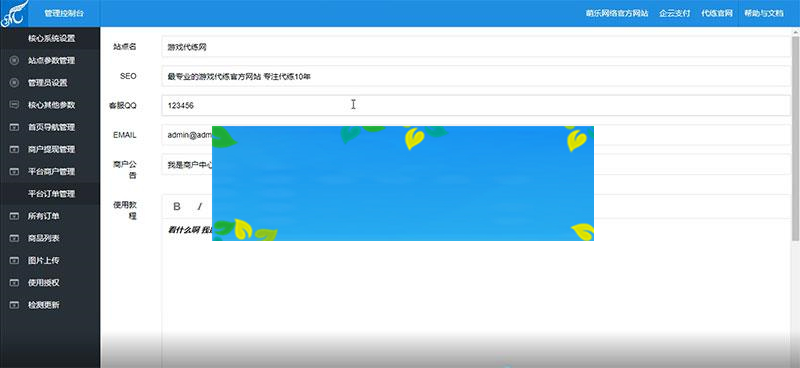 管理控制台
萌乐网络官方网站 企云支付 代练官网 帮助与文档
核心系统设置
站点参数管理
管理员设置
核心其他参数
首页导航管理
商户提现管理
平台商户管理
平台订单管理
所有订单
商品列表
图片上传
使用授权
检测更新
站点名 游戏代练网
SEO 最专业的游戏代练官方网站 专注代练10年
客服QQ 123456
EMAIL admin@adm
商户公告 我是商户中心
使用教程
B I
看什么啊 我